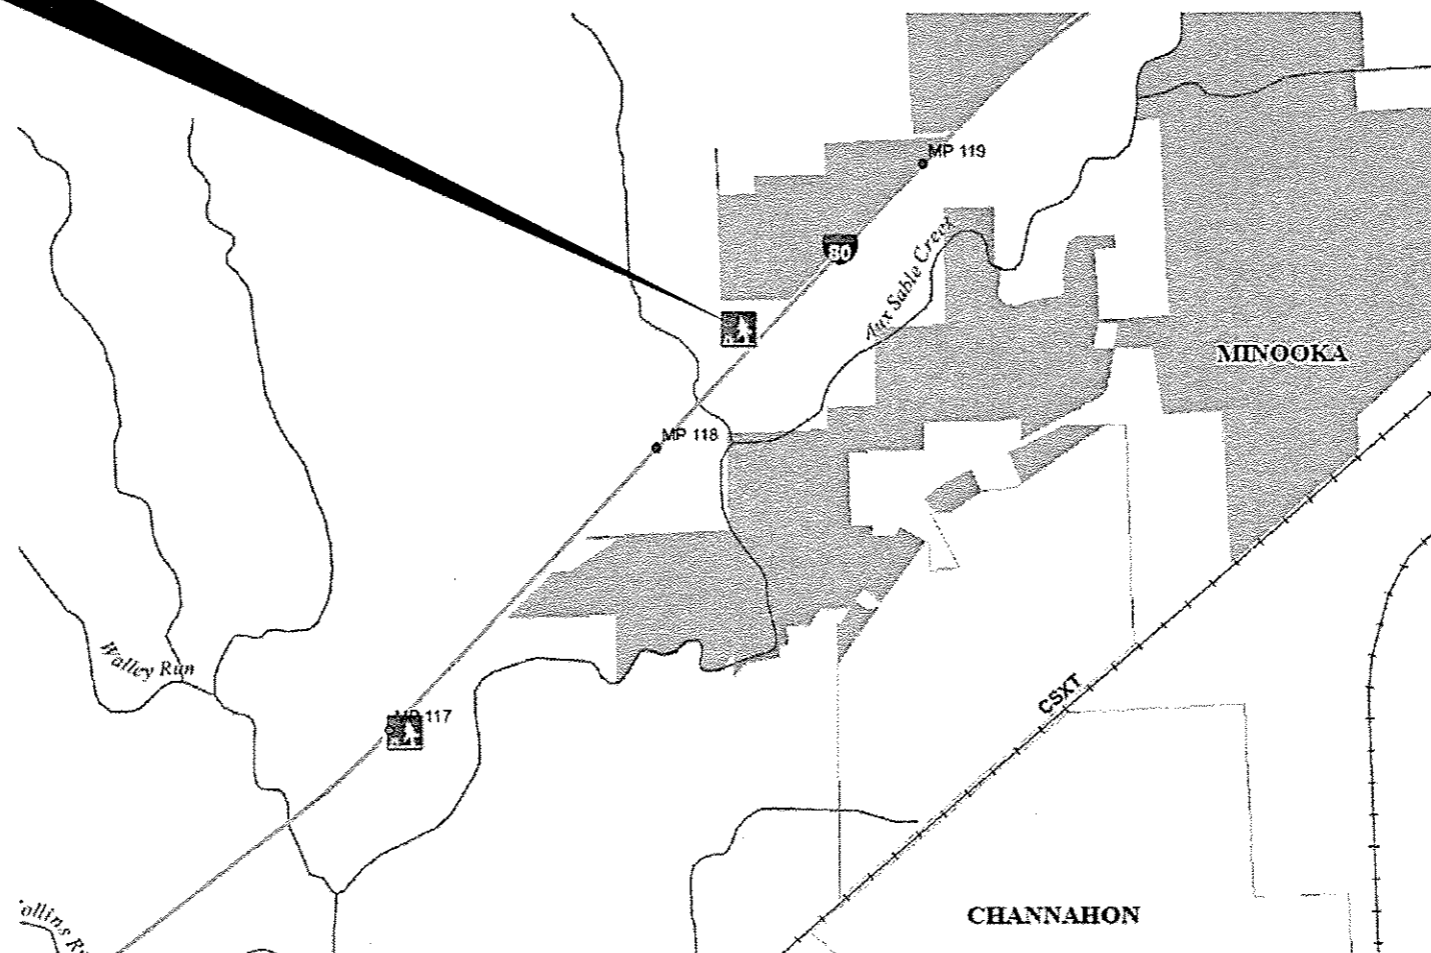 MP 119
80
Aux Sable Creek
MINOOKA
MP 118
Walley Run
CSXT
MP 117
CHANNAHON